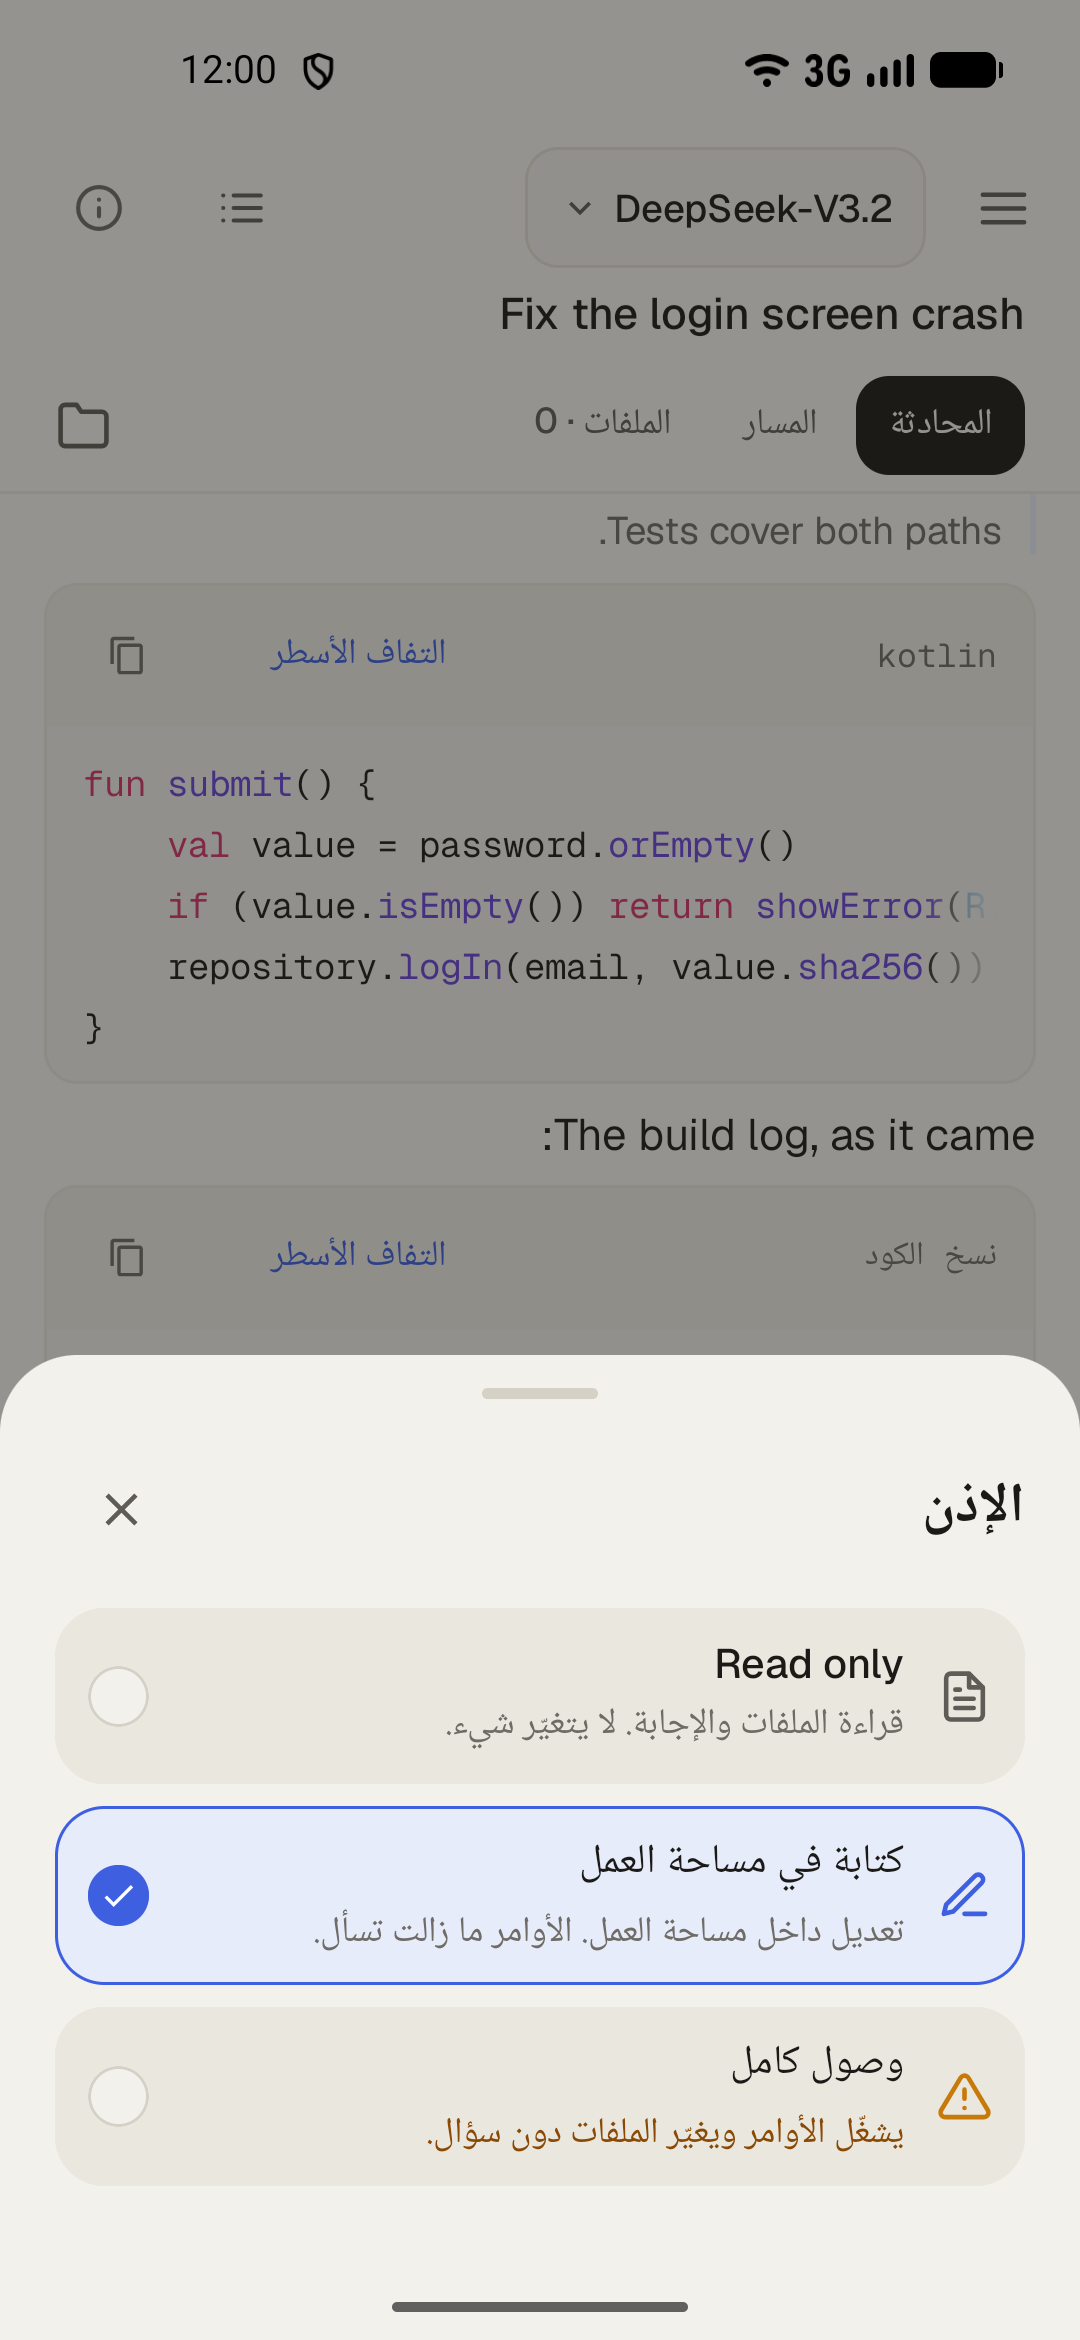 12:00 3G
DeepSeek-V3.2
Fix the login screen crash
المحادثة
المسار
الملفات · 0
Tests cover both paths.
kotlin
التفاف الأسطر
fun submit() {
    val value = password.orEmpty()
    if (value.isEmpty()) return showError(R
    repository.logIn(email, value.sha256())
}
The build log, as it came:
نسخ الكود
التفاف الأسطر
الإذن
Read only
قراءة الملفات والإجابة. لا يتغيّر شيء.
كتابة في مساحة العمل
تعديل داخل مساحة العمل. الأوامر ما زالت تسأل.
وصول كامل
يشغّل الأوامر ويغيّر الملفات دون سؤال.